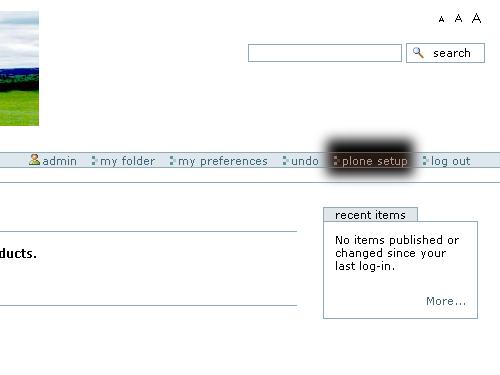 A A A
search
admin my folder my preferences undo plone setup log out
recent items
ducts.
No items published or
changed since your
last log-in.
More...